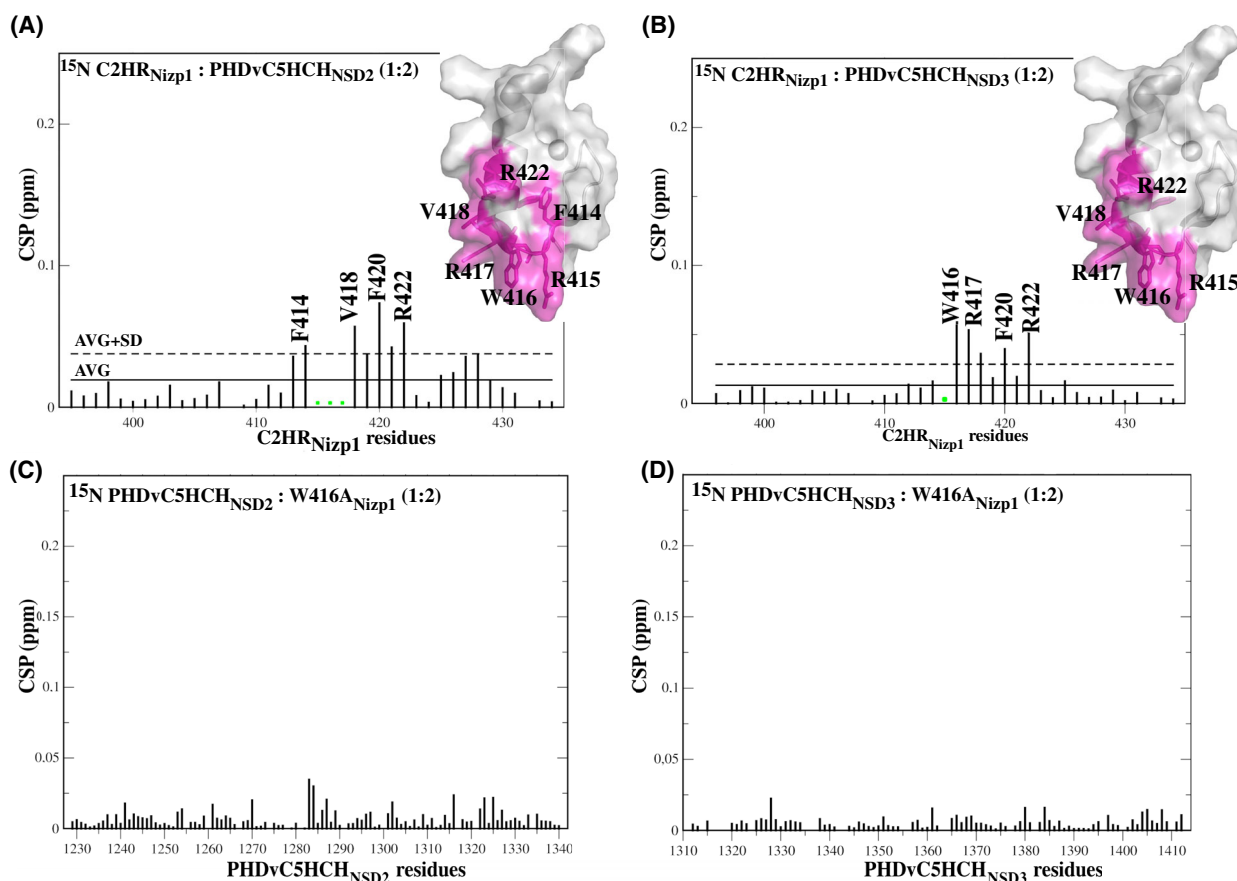 (A)
15N C2HRNizp1 : PHDvC5HCHNSD2 (1:2)
CSP (ppm)
0.2
0.1
0
AVG+SD
AVG
F414
V418
F420
R422
R422
V418
F414
R417
R415
W416
400
410
420
430
C2HRNizp1 residues
(B)
15N C2HRNizp1 : PHDvC5HCHNSD3 (1:2)
CSP (ppm)
0.2
0.1
0
W416
R417
F420
R422
R422
V418
R417
R415
W416
400
410
420
430
C2HRNizp1 residues
(C)
15N PHDvC5HCHNSD2 : W416ANizp1 (1:2)
CSP (ppm)
0.2
0.15
0.1
0.05
0
1230 1240 1250 1260 1270 1280 1290 1300 1310 1320 1330 1340
PHDvC5HCHNSD2 residues
(D)
15N PHDvC5HCHNSD3 : W416ANizp1 (1:2)
CSP (ppm)
0.2
0.15
0.1
0,05
0
1310 1320 1330 1340 1350 1360 1370 1380 1390 1400 1410
PHDvC5HCHNSD3 residues